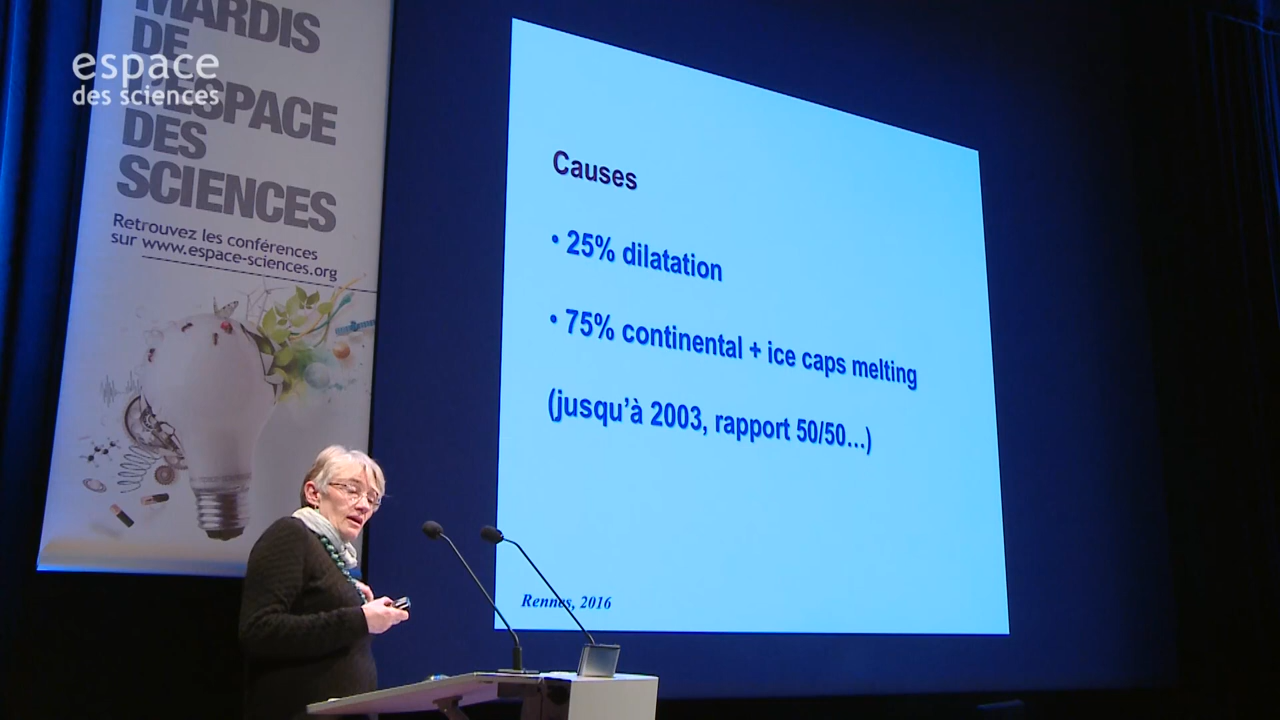 MARDIS
DE
L'ESPACE
DES
SCIENCES
Retrouvez les conférences
sur www.espace-sciences.org
espace
des sciences
Causes
• 25% dilatation
• 75% continental + ice caps melting
(jusqu'à 2003, rapport 50/50...)
Rennes, 2016